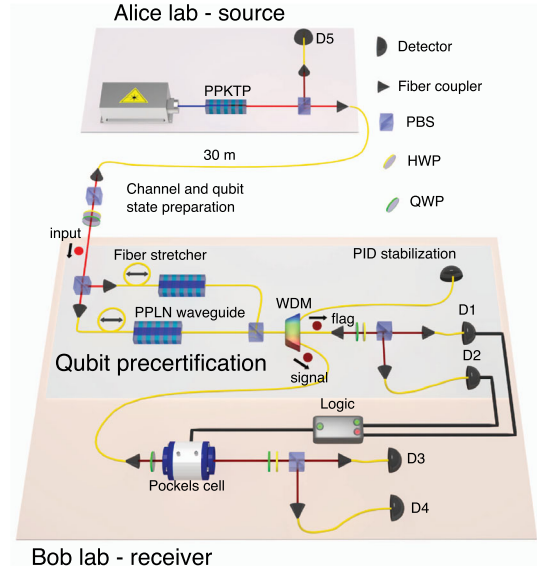 Alice lab - source
D5
Detector
PPKTP
Fiber coupler
PBS
30 m
HWP
Channel and qubit
state preparation
QWP
input
Fiber stretcher
PID stabilization
WDM
PPLN waveguide
flag
D1
D2
Qubit precertification
signal
Logic
D3
Pockels cell
D4
Bob lab - receiver